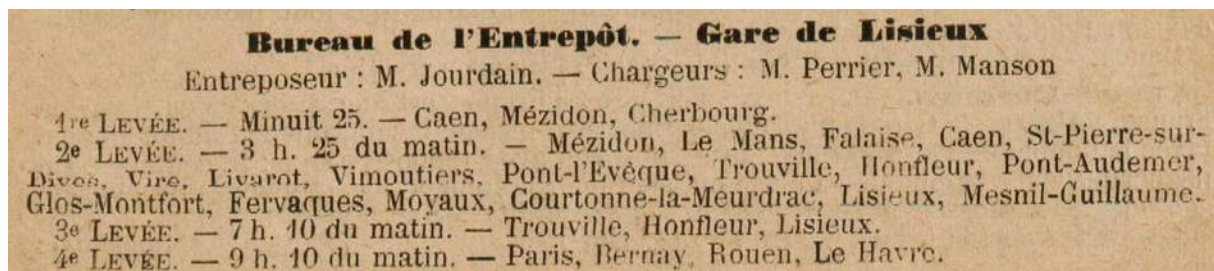 Bureau de l'Entrepôt. — Gare de Lisieux
Entreposeur : M. Jourdain. — Chargeurs : M. Perrier, M. Manson
1re LEVÉE. — Minuit 25. — Caen, Mézidon, Cherbourg.
2e LEVÉE. — 3 h. 25 du matin. — Mézidon, Le Mans, Falaise, Caen, St-Pierre-sur-
Dives, Vire, Livarot, Vimoutiers, Pont-l'Evêque, Trouville, Honfleur, Pont-Audemer,
Glos-Montfort, Fervaques, Moyaux, Courtonne-la-Meurdrac, Lisieux, Mesnil-Guillaume.
3e LEVÉE. — 7 h. 10 du matin. — Trouville, Honfleur, Lisieux.
4e LEVÉE. — 9 h. 10 du matin. — Paris, Bernay, Rouen, Le Havre.